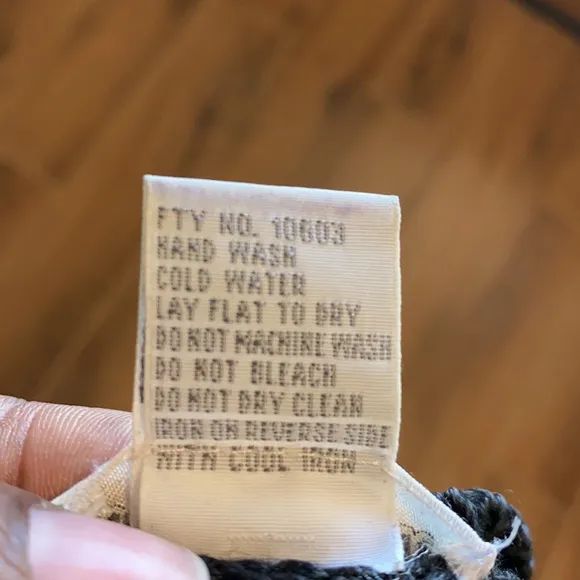 FTY NO. 10603
HAND WASH
COLD WATER
LAY FLAT TO DRY
DO NOT MACHINE WASH
DO NOT BLEACH
DO NOT DRY CLEAN
IRON ON REVERSE SIDE
WITH COOL IRON